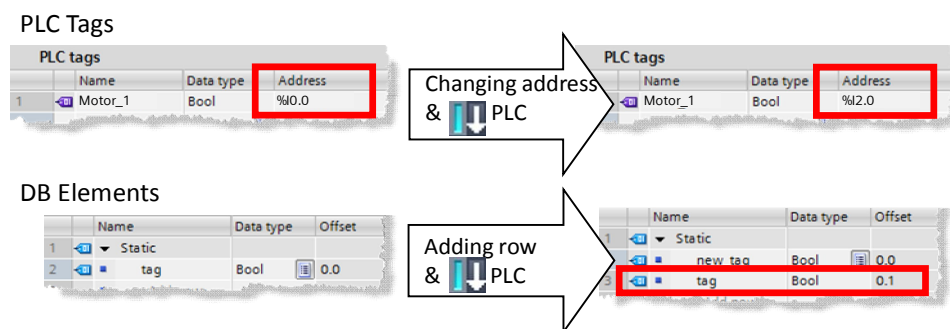 PLC Tags
PLC tags
Name Data type Address
1 Motor_1 Bool %I0.0
Changing address
& PLC
PLC tags
Name Data type Address
Motor_1 Bool %I2.0
DB Elements
Name Data type Offset
1 Static
2 tag Bool 0.0
Adding row
& PLC
Name Data type Offset
1 Static
new_tag Bool 0.0
3 tag Bool 0.1